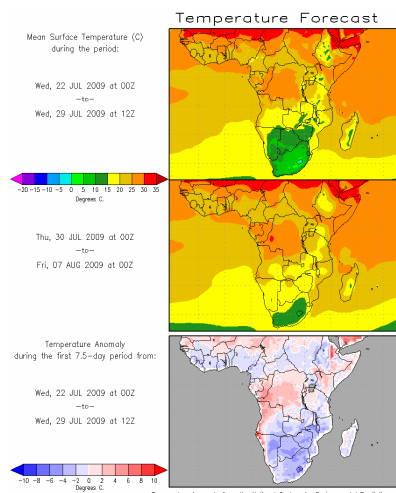 Temperature Forecast
Mean Surface Temperature (C)
during the period:
Wed, 22 JUL 2009 at 00Z
-to-
Wed, 29 JUL 2009 at 12Z
-20 -15 -10 -5 0 5 10 15 20 25 30 35
Degrees C.
Thu, 30 JUL 2009 at 00Z
-to-
Fri, 07 AUG 2009 at 00Z
Temperature Anomaly
during the first 7.5-day period from:
Wed, 22 JUL 2009 at 00Z
-to-
Wed, 29 JUL 2009 at 12Z
-10 -8 -6 -4 -2 0 2 4 6 8 10
Degrees C.